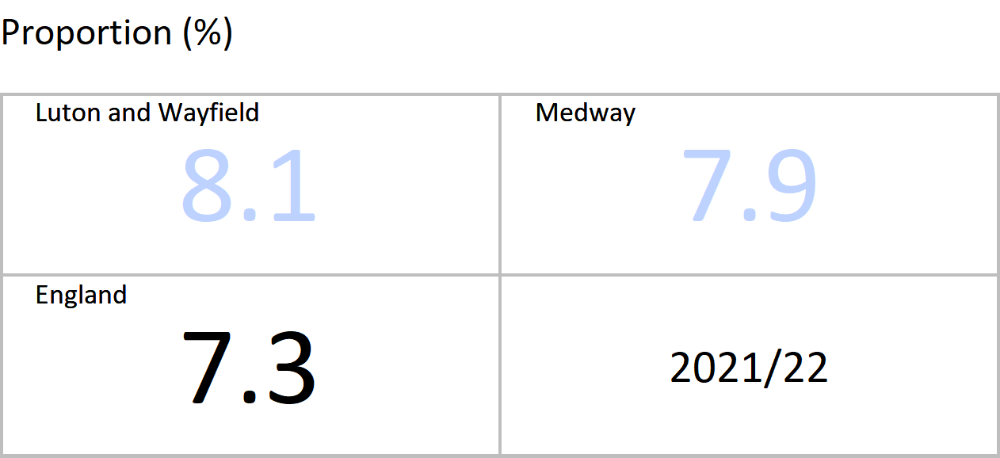 Proportion (%)
Luton and Wayfield
8.1
Medway
7.9
England
7.3
2021/22